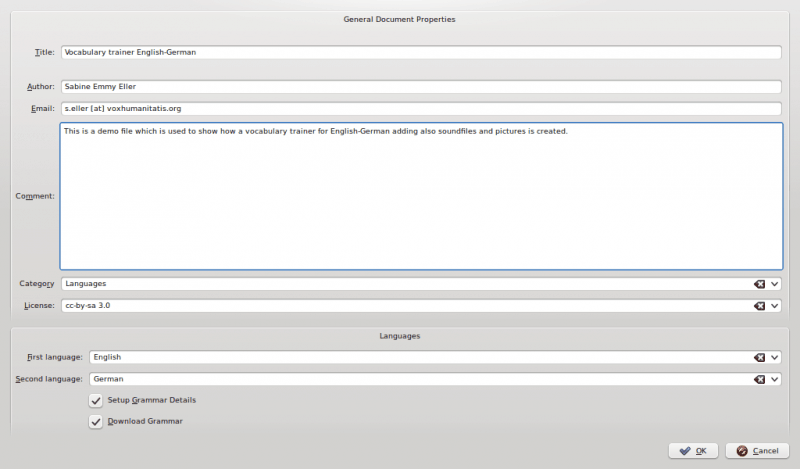 General Document Properties
Title: Vocabulary trainer English-German
Author: Sabine Emmy Eller
Email: s.eller [at] voxhumanitatis.org
This is a demo file which is used to show how a vocabulary trainer for English-German adding also soundfiles and pictures is created.
Comment:
Category Languages
License: cc-by-sa 3.0
Languages
First language: English
Second language: German
Setup Grammar Details
Download Grammar
OK Cancel